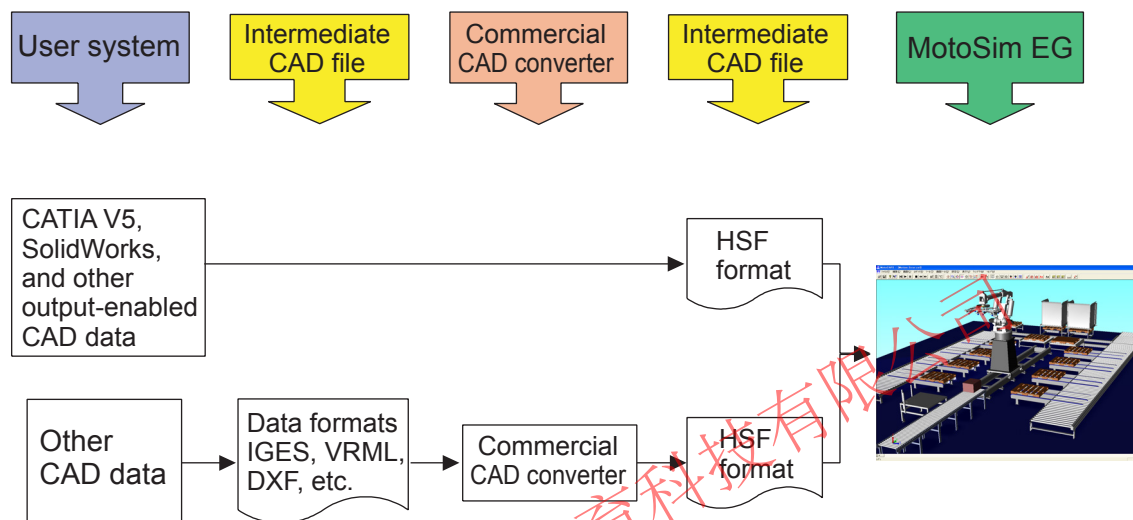 User system
Intermediate
CAD file
Commercial
CAD converter
Intermediate
CAD file
MotoSim EG
CATIA V5,
SolidWorks,
and other
output-enabled
CAD data
HSF
format
Other
CAD data
Data formats
IGES, VRML,
DXF, etc.
Commercial
CAD converter
HSF
format
育科技有限公司